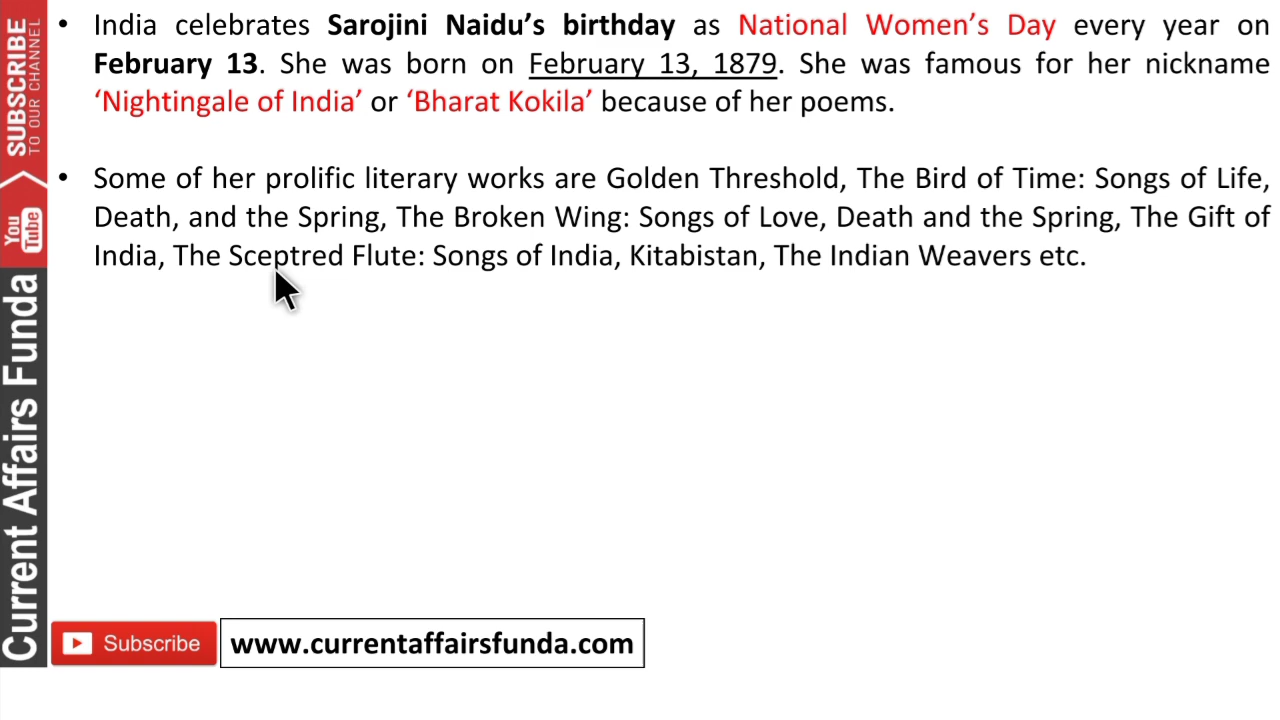 • India celebrates Sarojini Naidu’s birthday as National Women’s Day every year on
February 13. She was born on February 13, 1879. She was famous for her nickname
‘Nightingale of India’ or ‘Bharat Kokila’ because of her poems.
• Some of her prolific literary works are Golden Threshold, The Bird of Time: Songs of Life,
Death, and the Spring, The Broken Wing: Songs of Love, Death and the Spring, The Gift of
India, The Sceptred Flute: Songs of India, Kitabistan, The Indian Weavers etc.
SUBSCRIBE
TO OUR CHANNEL
You
Tube
Current Affairs Funda
Subscribe
www.currentaffairsfunda.com